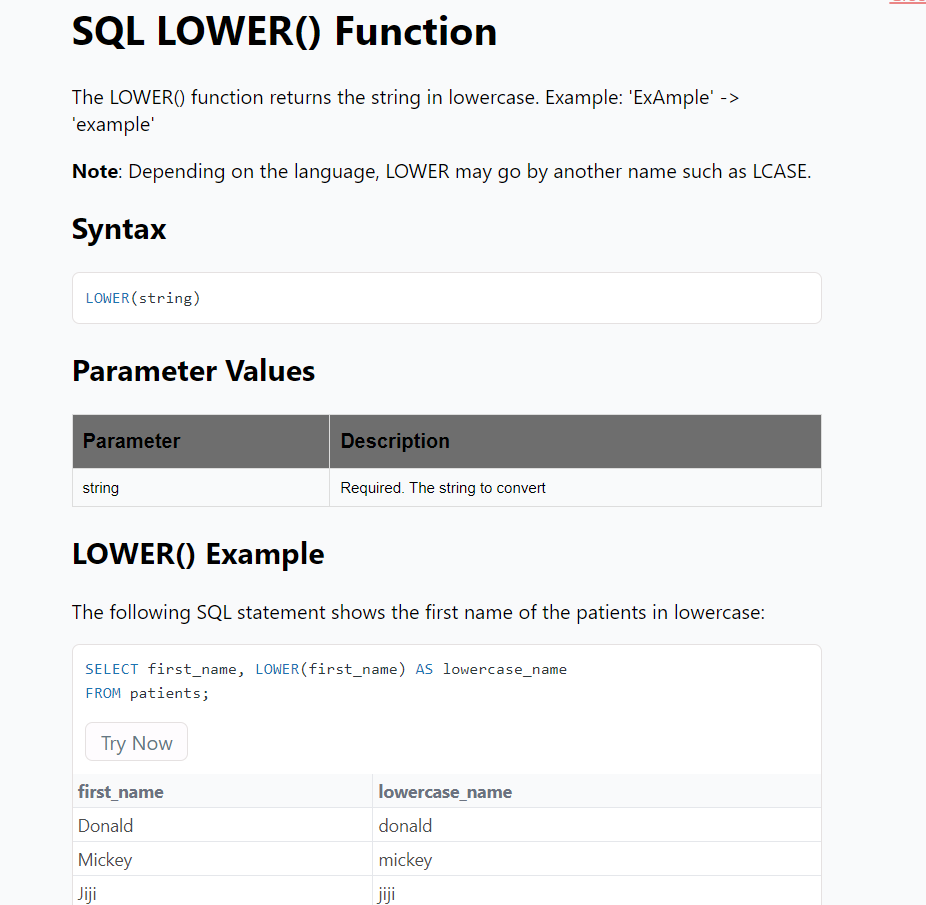 SQL LOWER() Function
The LOWER() function returns the string in lowercase. Example: 'ExAmple' ->
'example'
Note: Depending on the language, LOWER may go by another name such as LCASE.
Syntax
LOWER(string)
Parameter Values
Parameter Description
string Required. The string to convert
LOWER() Example
The following SQL statement shows the first name of the patients in lowercase:
SELECT first_name, LOWER(first_name) AS lowercase_name
FROM patients;
Try Now
first_name lowercase_name
Donald donald
Mickey mickey
Jiji jiji